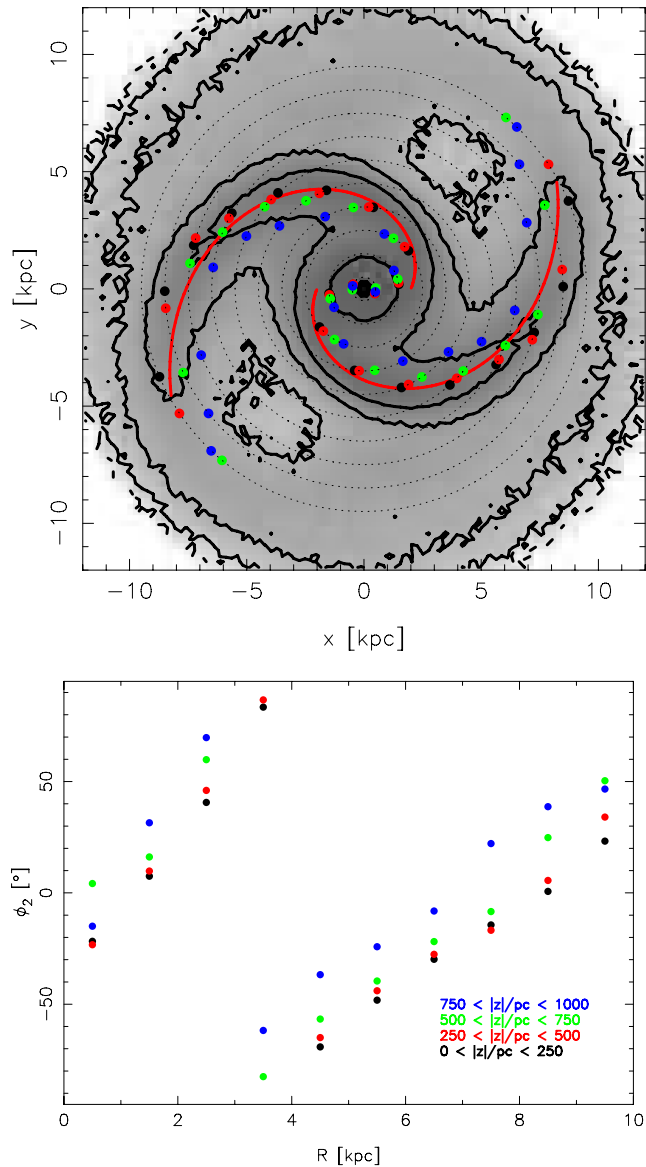 10
5
0
−5
−10
y [kpc]
−10 −5 0 5 10
x [kpc]
50
0
−50
ϕ₂ [°]
750 < |z|/pc < 1000
500 < |z|/pc < 750
250 < |z|/pc < 500
0 < |z|/pc < 250
0 2 4 6 8 10
R [kpc]